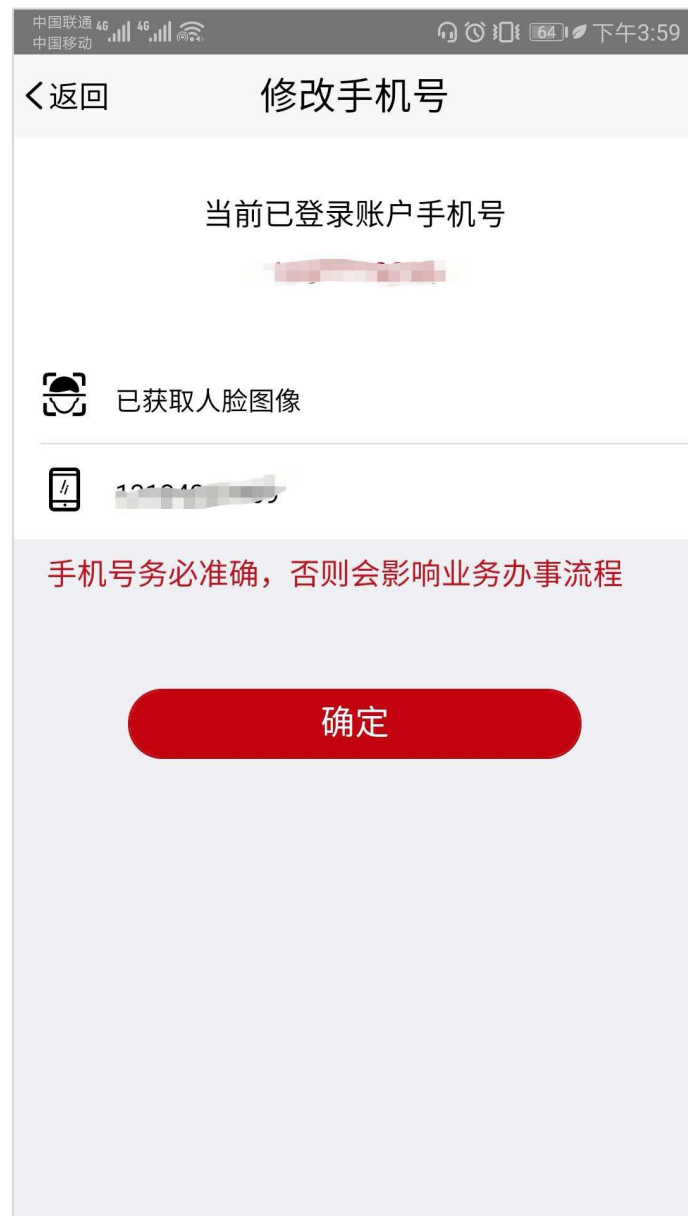 中国联通 4G 4G
中国移动
64 下午3:59
返回
修改手机号
当前已登录账户手机号
已获取人脸图像
手机号务必准确，否则会影响业务办事流程
确定